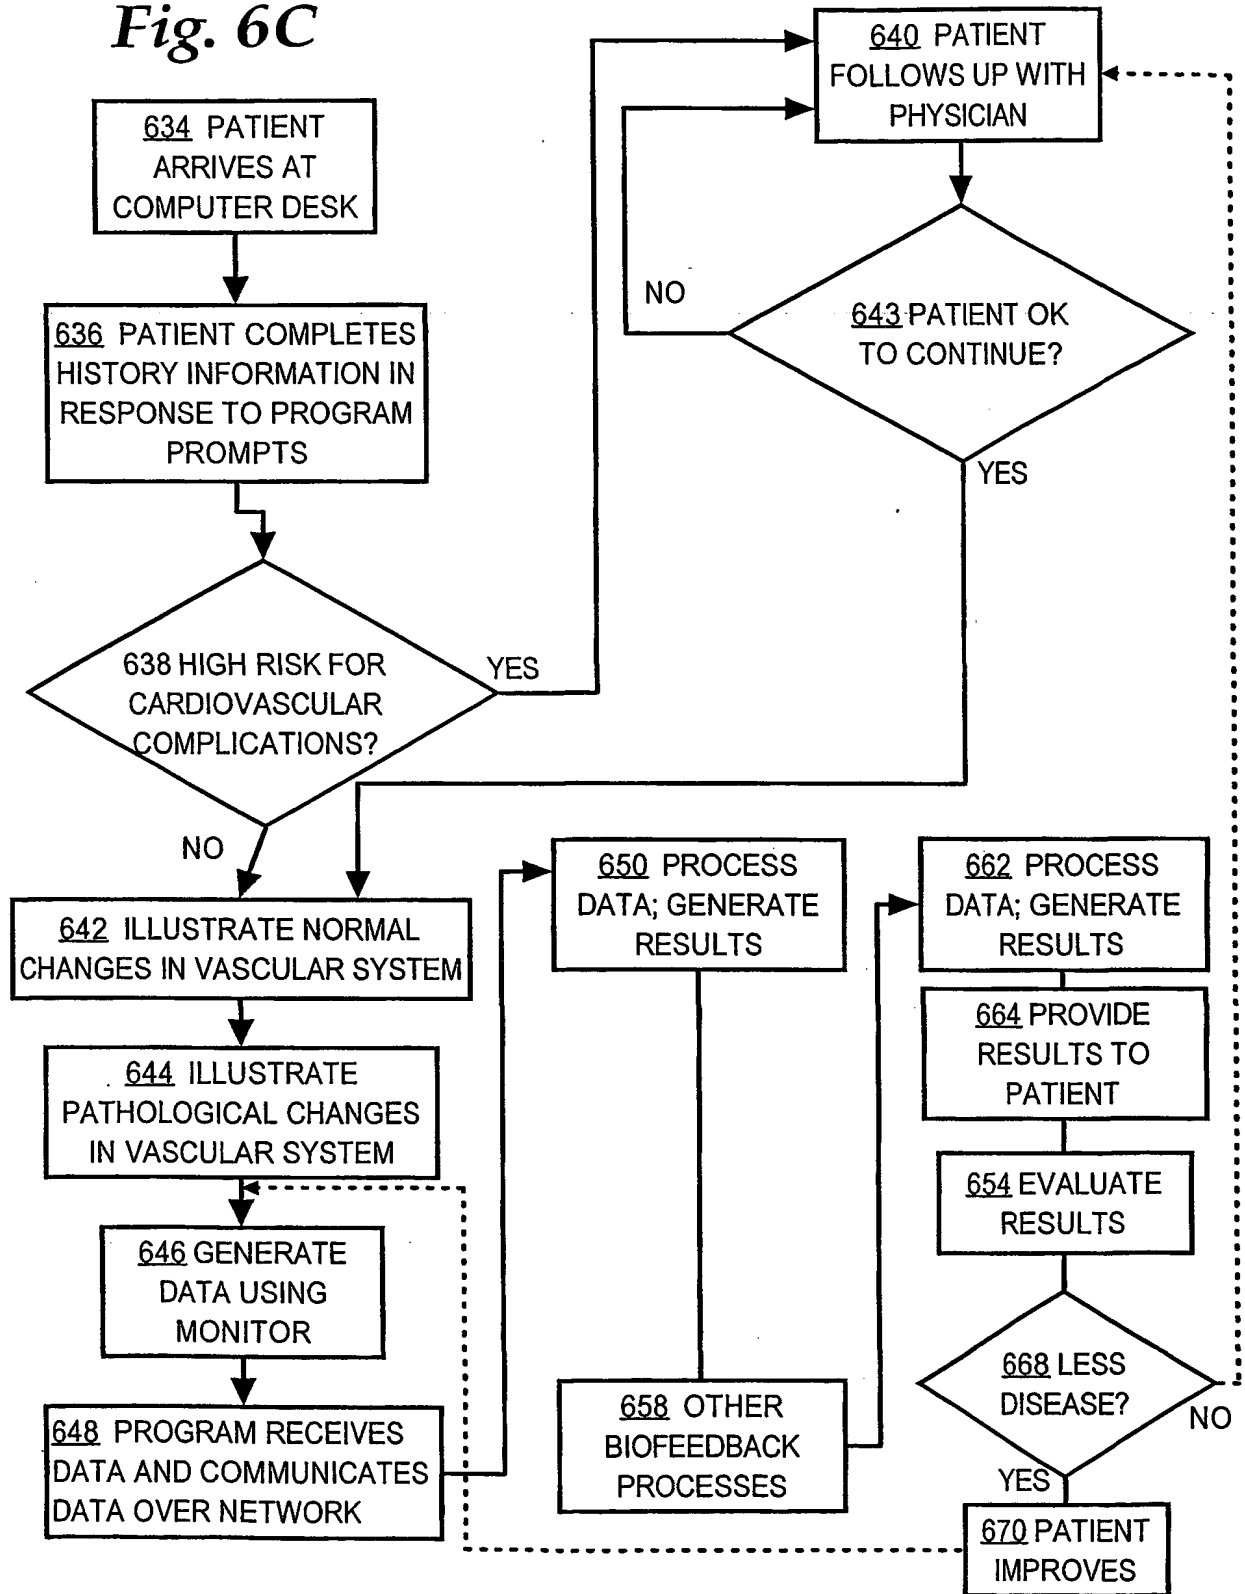 Fig. 6C
634 PATIENT
ARRIVES AT
COMPUTER DESK
636 PATIENT COMPLETES
HISTORY INFORMATION IN
RESPONSE TO PROGRAM
PROMPTS
638 HIGH RISK FOR
CARDIOVASCULAR
COMPLICATIONS?
YES
NO
640 PATIENT
FOLLOWS UP WITH
PHYSICIAN
643 PATIENT OK
TO CONTINUE?
NO
YES
642 ILLUSTRATE NORMAL
CHANGES IN VASCULAR SYSTEM
644 ILLUSTRATE
PATHOLOGICAL CHANGES
IN VASCULAR SYSTEM
646 GENERATE
DATA USING
MONITOR
648 PROGRAM RECEIVES
DATA AND COMMUNICATES
DATA OVER NETWORK
650 PROCESS
DATA; GENERATE
RESULTS
658 OTHER
BIOFEEDBACK
PROCESSES
662 PROCESS
DATA; GENERATE
RESULTS
664 PROVIDE
RESULTS TO
PATIENT
654 EVALUATE
RESULTS
668 LESS
DISEASE?
NO
YES
670 PATIENT
IMPROVES